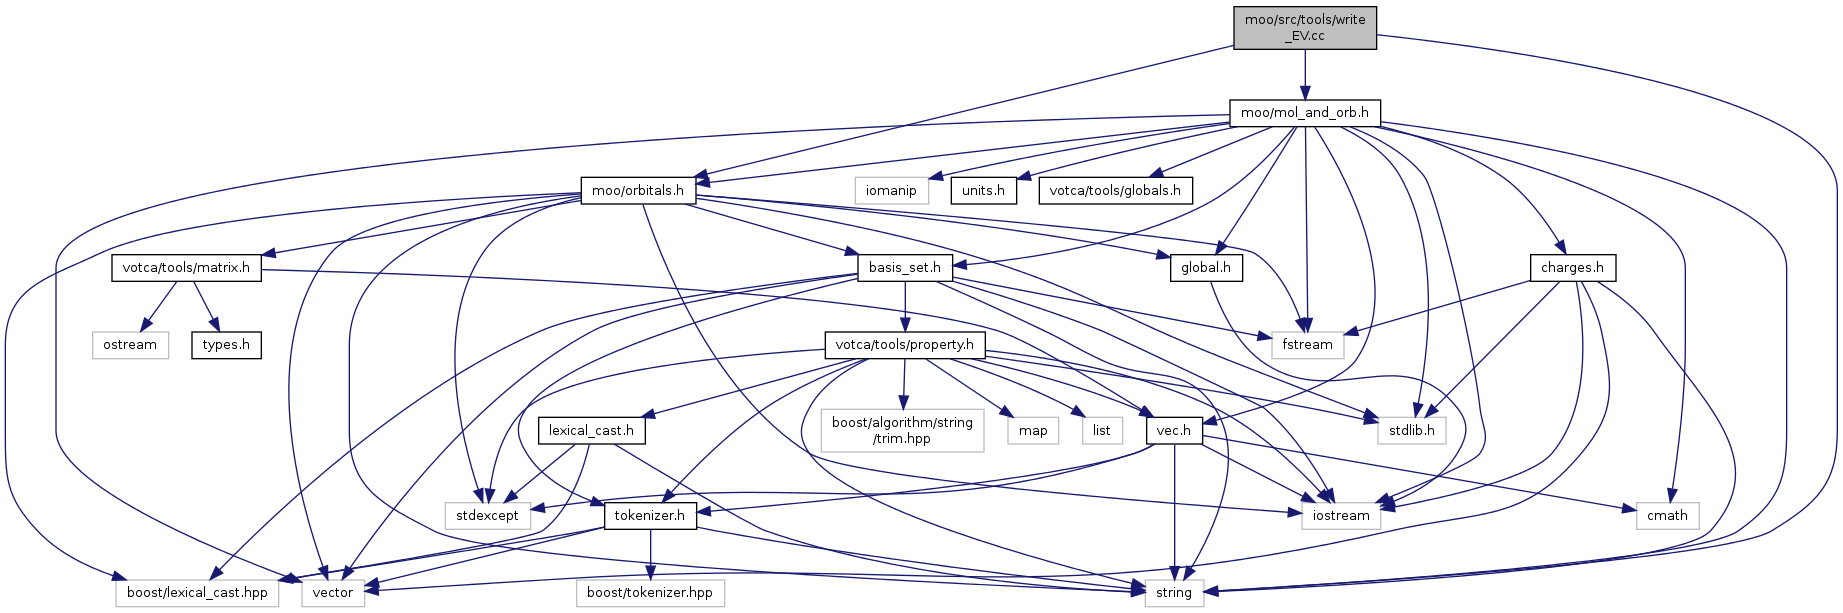 moo/src/tools/write
_EV.cc
moo/mol_and_orb.h
moo/orbitals.h
iomanip
units.h
votca/tools/globals.h
votca/tools/matrix.h
basis_set.h
global.h
charges.h
ostream
types.h
votca/tools/property.h
fstream
lexical_cast.h
boost/algorithm/string
/trim.hpp
map
list
vec.h
stdlib.h
stdexcept
tokenizer.h
iostream
cmath
boost/lexical_cast.hpp
vector
boost/tokenizer.hpp
string